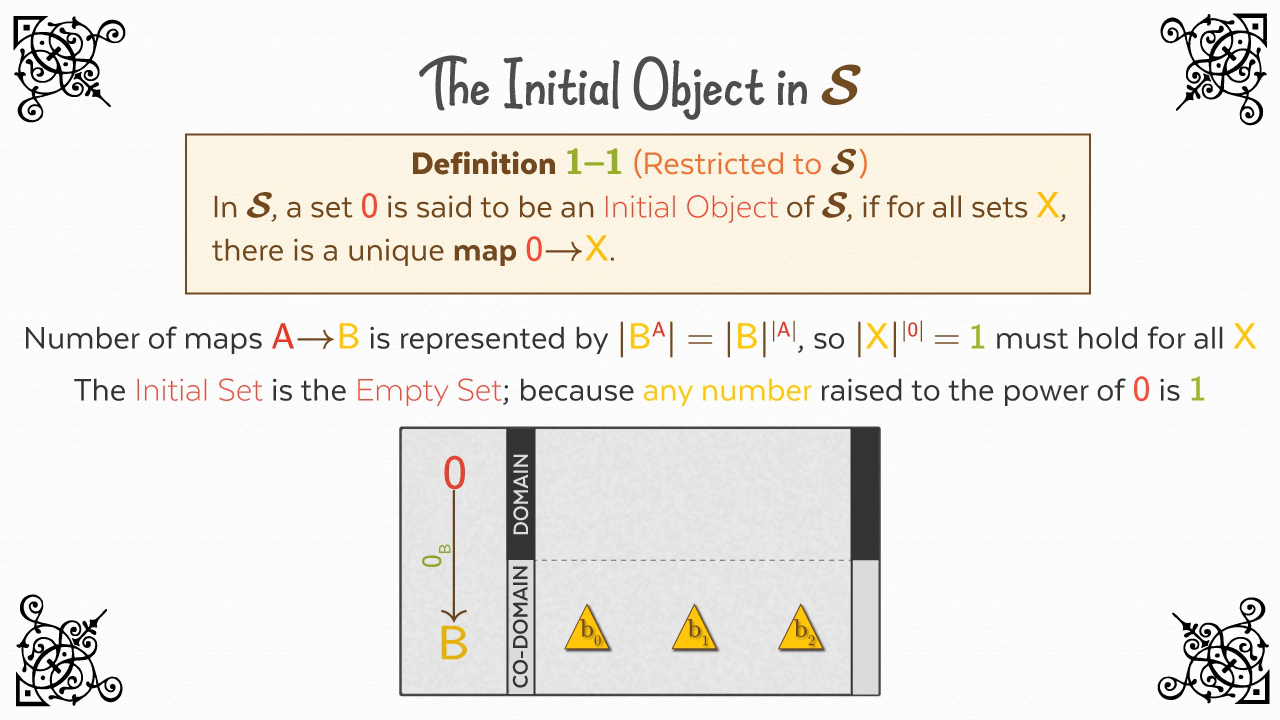 The Initial Object in 𝓢
Definition 1–1 (Restricted to 𝓢)
In 𝓢, a set 0 is said to be an Initial Object of 𝓢, if for all sets X,
there is a unique map 0→X.
Number of maps A→B is represented by |Bᴬ| = |B|^|A|, so |X|^|0| = 1 must hold for all X
The Initial Set is the Empty Set; because any number raised to the power of 0 is 1
0
0_B
B
DOMAIN
CO-DOMAIN
b₀ b₁ b₂